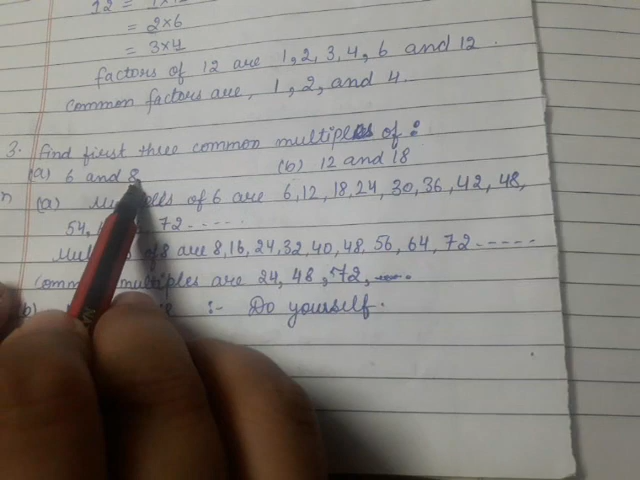 12 = 1×12
= 2×6
= 3×4
factors of 12 are 1, 2, 3, 4, 6 and 12.
Common factors are, 1, 2, and 4.
3. Find first three common multiples of :
(a) 6 and 8 (b) 12 and 18
(a) of 6 are 6, 12, 18, 24, 30, 36, 42, 48,
54, 72 -----
of 8 are 8, 16, 24, 32, 40, 48, 56, 64, 72 -----
multiples are 24, 48, 72, ----
b) :- Do yourself.